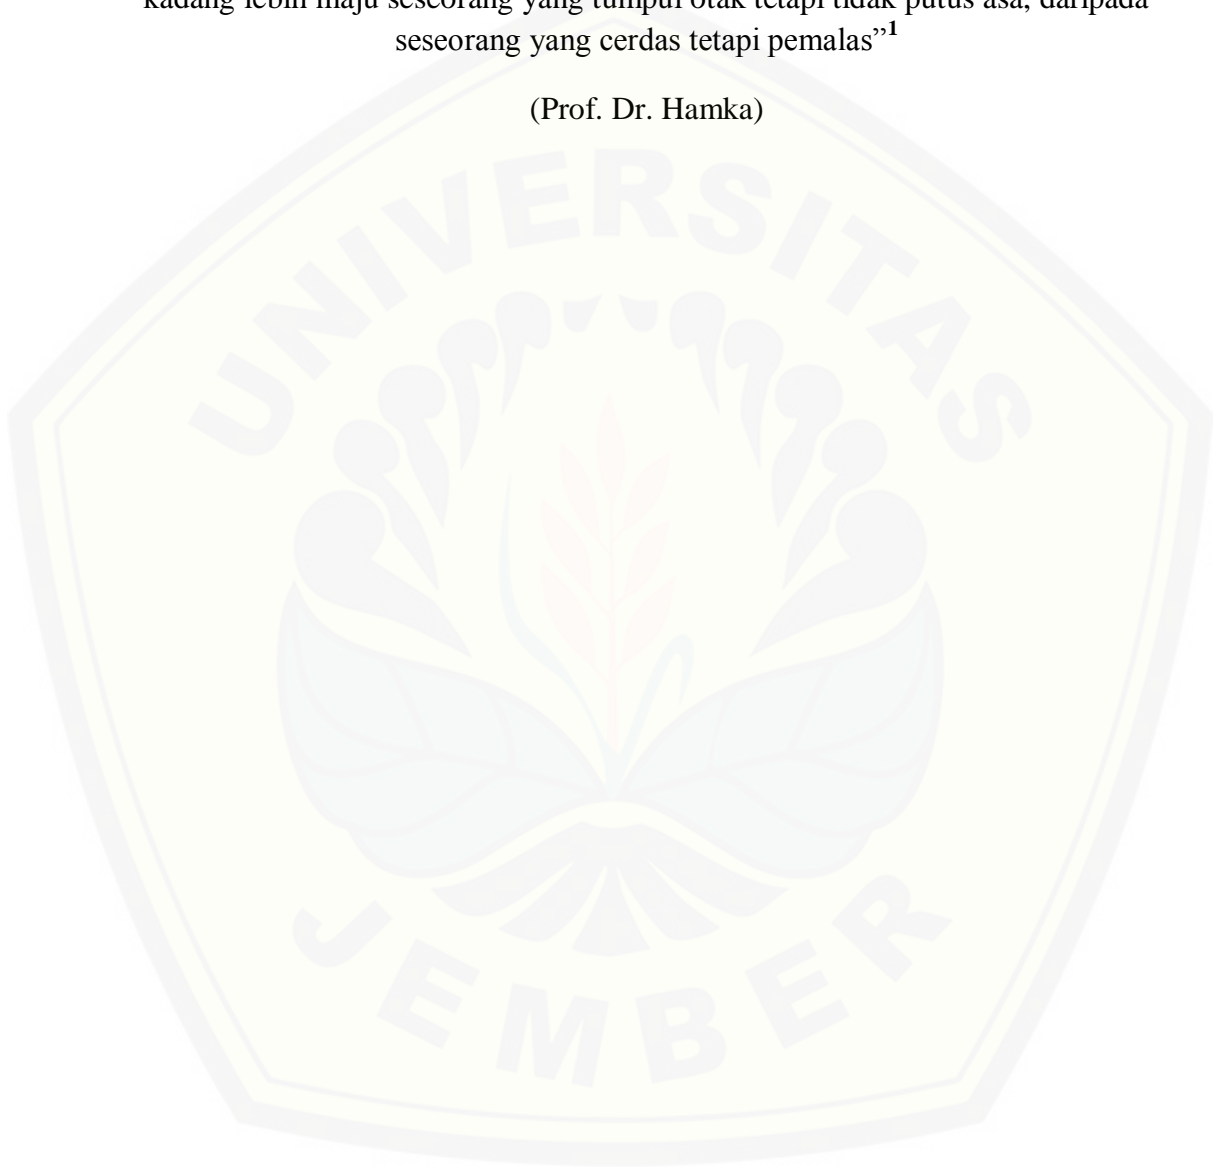 kadang lebih maju seseorang yang tumpul otak tetapi tidak putus asa, daripada
seseorang yang cerdas tetapi pemalas”1
(Prof. Dr. Hamka)
UNIVERSITAS
JEMBER